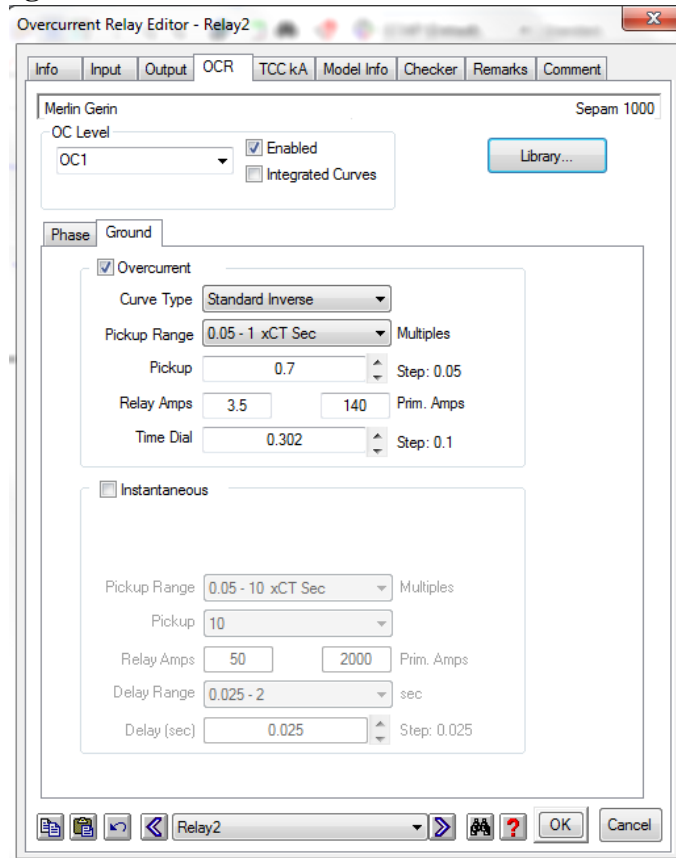 Overcurrent Relay Editor - Relay2
Info Input Output OCR TCC kA Model Info Checker Remarks Comment
Merlin Gerin Sepam 1000
OC Level
OC1 Enabled Library...
Integrated Curves
Phase Ground
Overcurrent
Curve Type Standard Inverse
Pickup Range 0.05 - 1 xCT Sec Multiples
Pickup 0.7 Step: 0.05
Relay Amps 3.5 140 Prim. Amps
Time Dial 0.302 Step: 0.1
Instantaneous
Pickup Range 0.05 - 10 xCT Sec Multiples
Pickup 10
Relay Amps 50 2000 Prim. Amps
Delay Range 0.025 - 2 sec
Delay (sec) 0.025 Step: 0.025
Relay2 ? OK Cancel